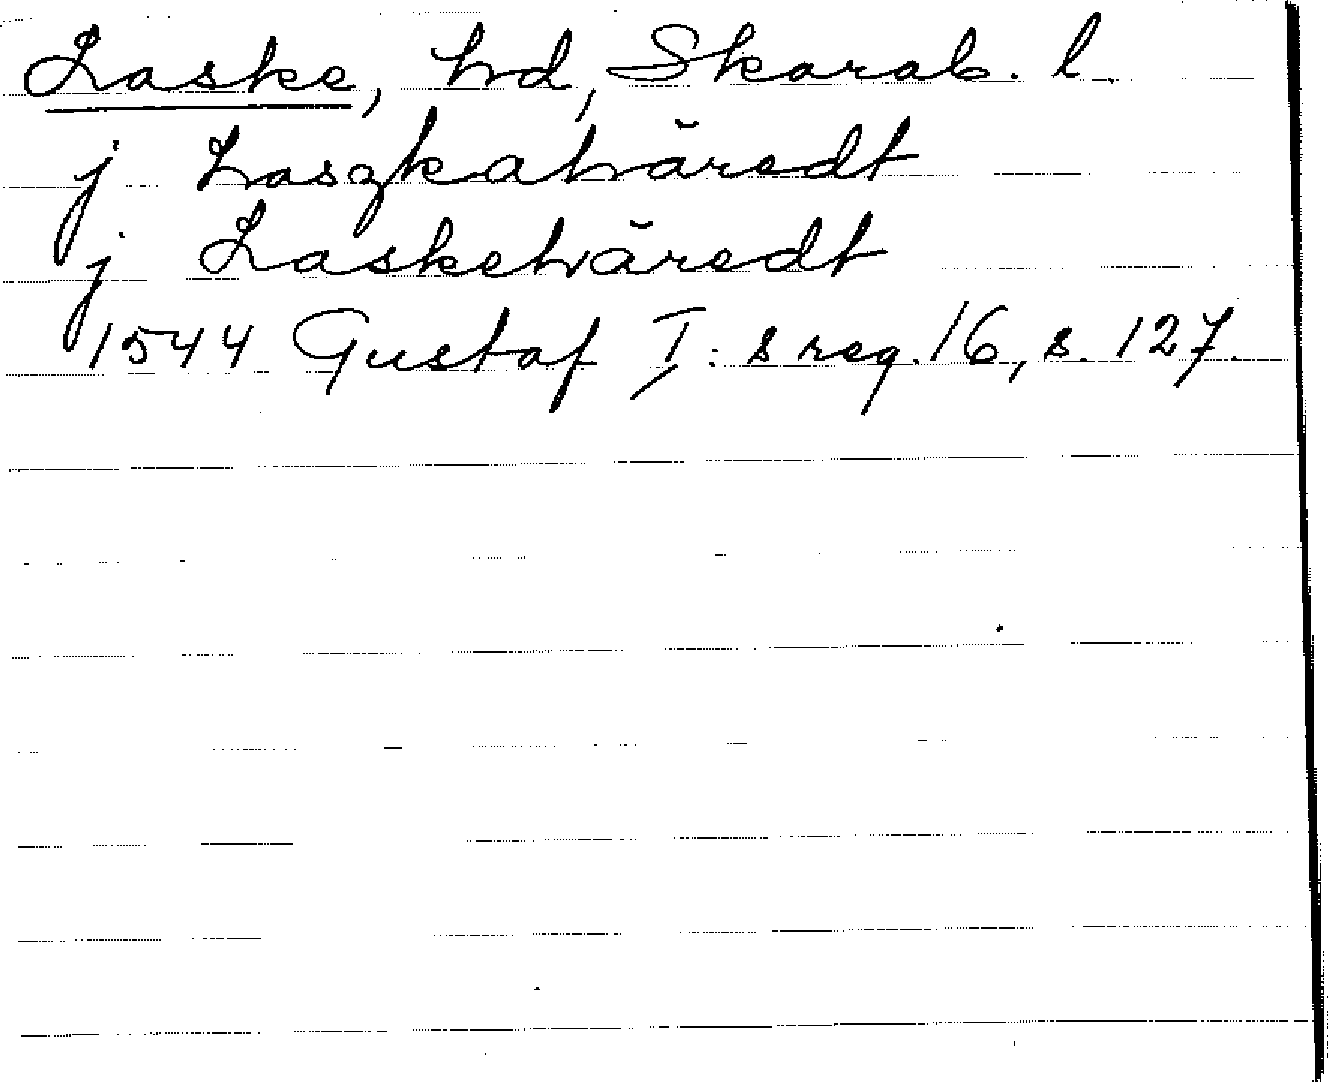 Laske, hd, Skarab. l.
j Laszkahäredt
j Laskehäredt
1544 Gustaf I:s reg. 16, s. 127.